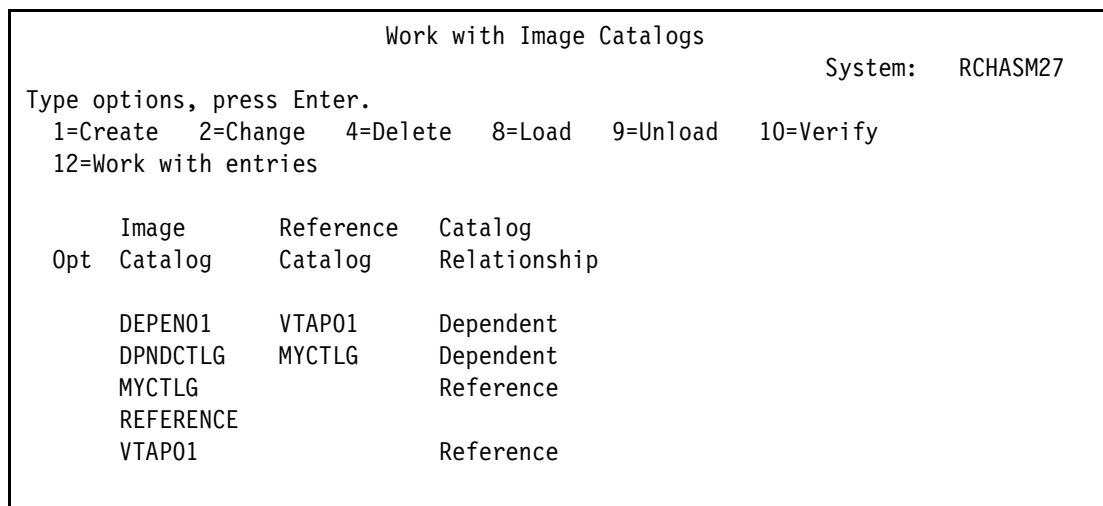 Work with Image Catalogs
System: RCHASM27
Type options, press Enter.
1=Create 2=Change 4=Delete 8=Load 9=Unload 10=Verify
12=Work with entries
Image Reference Catalog
Opt Catalog Catalog Relationship
DEPEN01 VTAP01 Dependent
DPNDCTLG MYCTLG Dependent
MYCTLG Reference
REFERENCE
VTAP01 Reference